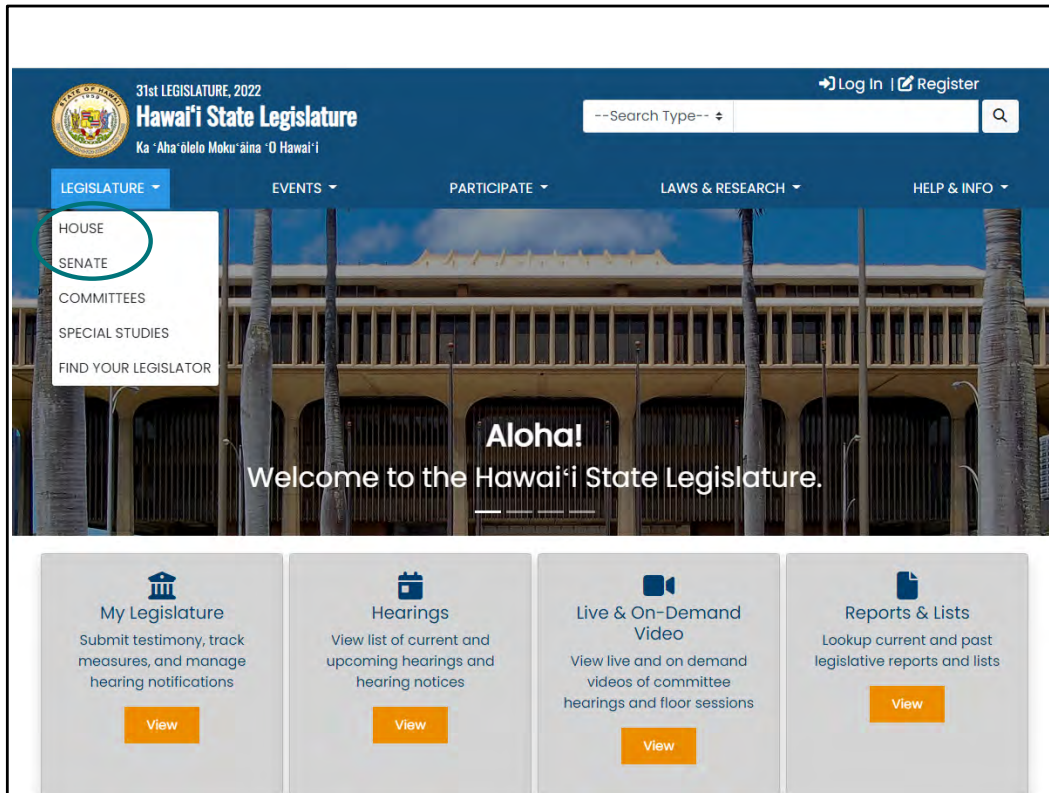 31st LEGISLATURE, 2022
Hawaiʻi State Legislature
Ka ʻAhaʻōlelo Mokuʻāina ʻO Hawaiʻi
Log In | Register
--Search Type--
LEGISLATURE
EVENTS
PARTICIPATE
LAWS & RESEARCH
HELP & INFO
HOUSE
SENATE
COMMITTEES
SPECIAL STUDIES
FIND YOUR LEGISLATOR
Aloha!
Welcome to the Hawaiʻi State Legislature.
My Legislature
Submit testimony, track
measures, and manage
hearing notifications
View
Hearings
View list of current and
upcoming hearings and
hearing notices
View
Live & On-Demand
Video
View live and on demand
videos of committee
hearings and floor sessions
View
Reports & Lists
Lookup current and past
legislative reports and lists
View